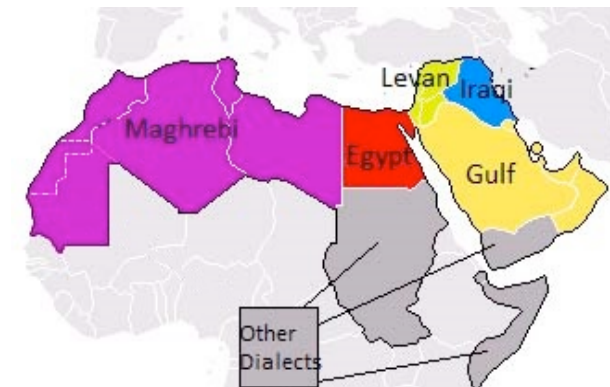 Levan
Iraqi
Maghrebi
Egypt
Gulf
Other
Dialects